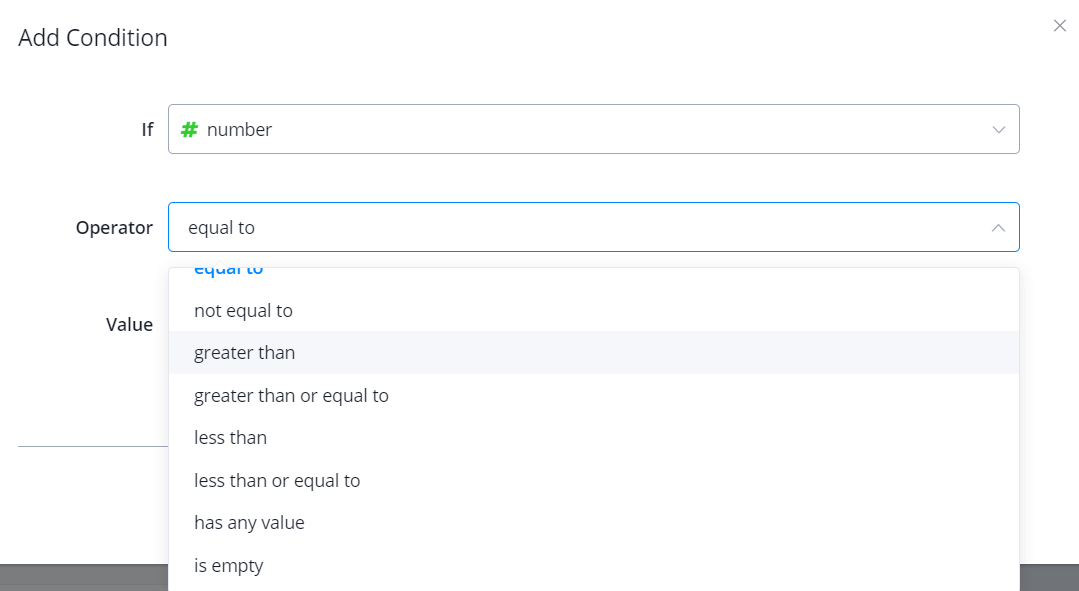 Add Condition
If # number
Operator equal to
equal to
not equal to
Value
greater than
greater than or equal to
less than
less than or equal to
has any value
is empty